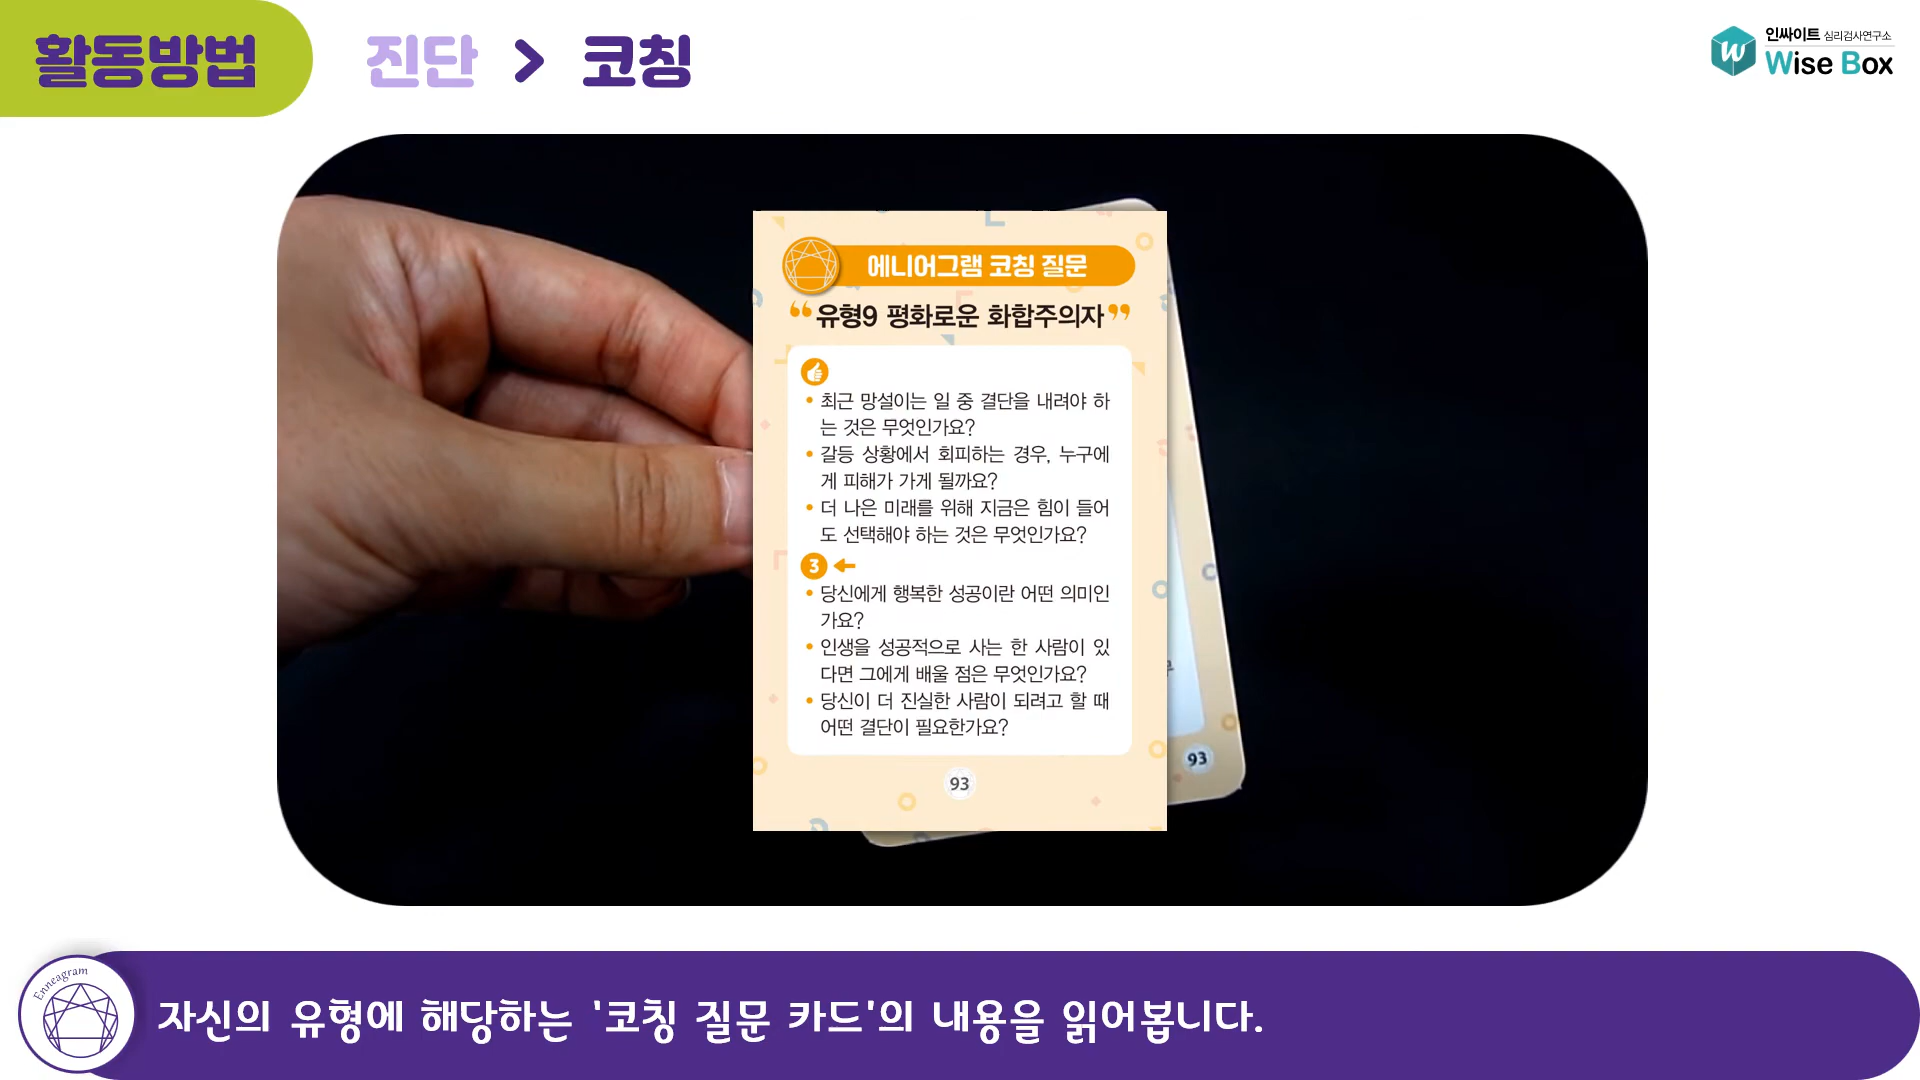 활동방법
진단 > 코칭
인싸이트 심리검사연구소
Wise Box
에니어그램 코칭 질문
“유형9 평화로운 화합주의자”
• 최근 망설이는 일 중 결단을 내려야 하
는 것은 무엇인가요?
• 갈등 상황에서 회피하는 경우, 누구에
게 피해가 가게 될까요?
• 더 나은 미래를 위해 지금은 힘이 들어
도 선택해야 하는 것은 무엇인가요?
3
• 당신에게 행복한 성공이란 어떤 의미인
가요?
• 인생을 성공적으로 사는 한 사람이 있
다면 그에게 배울 점은 무엇인가요?
• 당신이 더 진실한 사람이 되려고 할 때
어떤 결단이 필요한가요?
93
93
Enneagram
자신의 유형에 해당하는 '코칭 질문 카드'의 내용을 읽어봅니다.